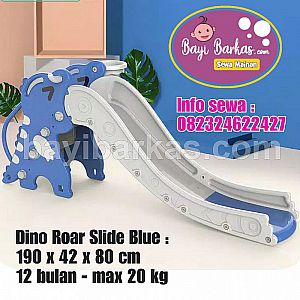 Bayi Barkas.com
Sewa Mainan
Info sewa :
082324622427
bayibarkas.com
Dino Roar Slide Blue :
190 x 42 x 80 cm
12 bulan - max 20 kg